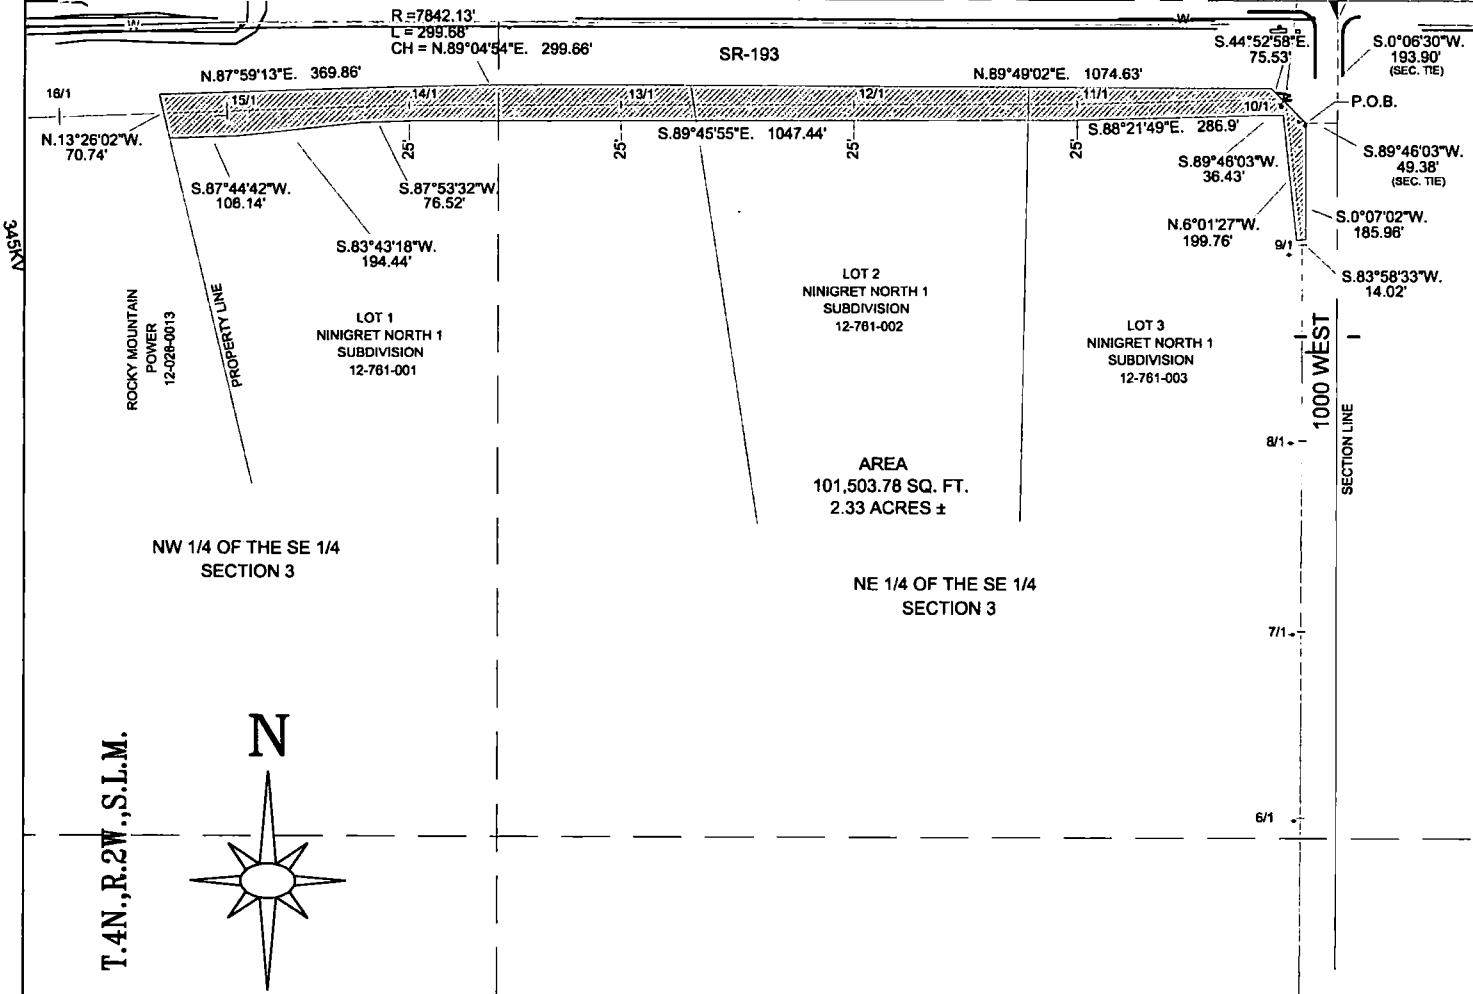 W
R =7842.13'
L = 299.68'
CH = N.89°04'54"E. 299.66'
SR-193
W
S.44°52'58"E.
75.53'
S.0°06'30"W.
193.90'
(SEC. TIE)
N.87°59'13"E. 369.86'
N.89°49'02"E. 1074.63'
16/1
15/1
14/1
13/1
12/1
11/1
10/1
P.O.B.
N.13°26'02"W.
70.74'
S.89°45'55"E. 1047.44'
S.88°21'49"E. 286.9'
25'
25'
25'
25'
S.89°46'03"W.
36.43'
S.89°46'03"W.
49.38'
(SEC. TIE)
S.87°44'42"W.
108.14'
S.87°53'32"W.
76.52'
S.83°43'18"W.
194.44'
N.6°01'27"W.
199.76'
S.0°07'02"W.
185.96'
9/1
S.83°58'33"W.
14.02'
345KV
ROCKY MOUNTAIN
POWER
12-026-0013
PROPERTY LINE
LOT 1
NINIGRET NORTH 1
SUBDIVISION
12-761-001
LOT 2
NINIGRET NORTH 1
SUBDIVISION
12-761-002
LOT 3
NINIGRET NORTH 1
SUBDIVISION
12-761-003
1000 WEST
SECTION LINE
8/1
AREA
101,503.78 SQ. FT.
2.33 ACRES ±
NW 1/4 OF THE SE 1/4
SECTION 3
NE 1/4 OF THE SE 1/4
SECTION 3
7/1
N
T.4N.,R.2W.,S.L.M.
6/1